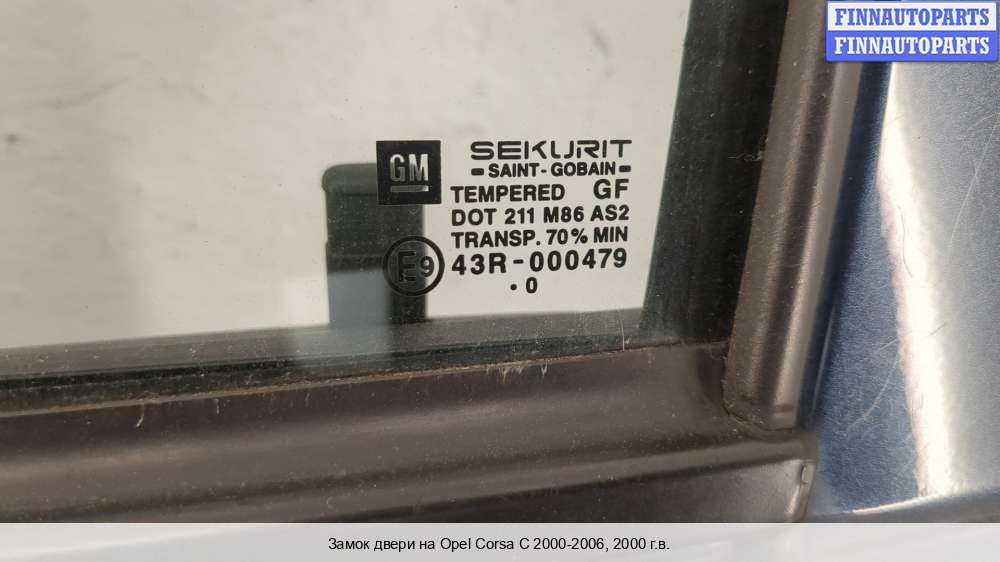 FINNAUTOPARTS
FINNAUTOPARTS
GM
SEKURIT
SAINT-GOBAIN
TEMPERED GF
DOT 211 M86 AS2
TRANSP. 70% MIN
E9 43R-000479
. 0
Замок двери на Opel Corsa C 2000-2006, 2000 г.в.